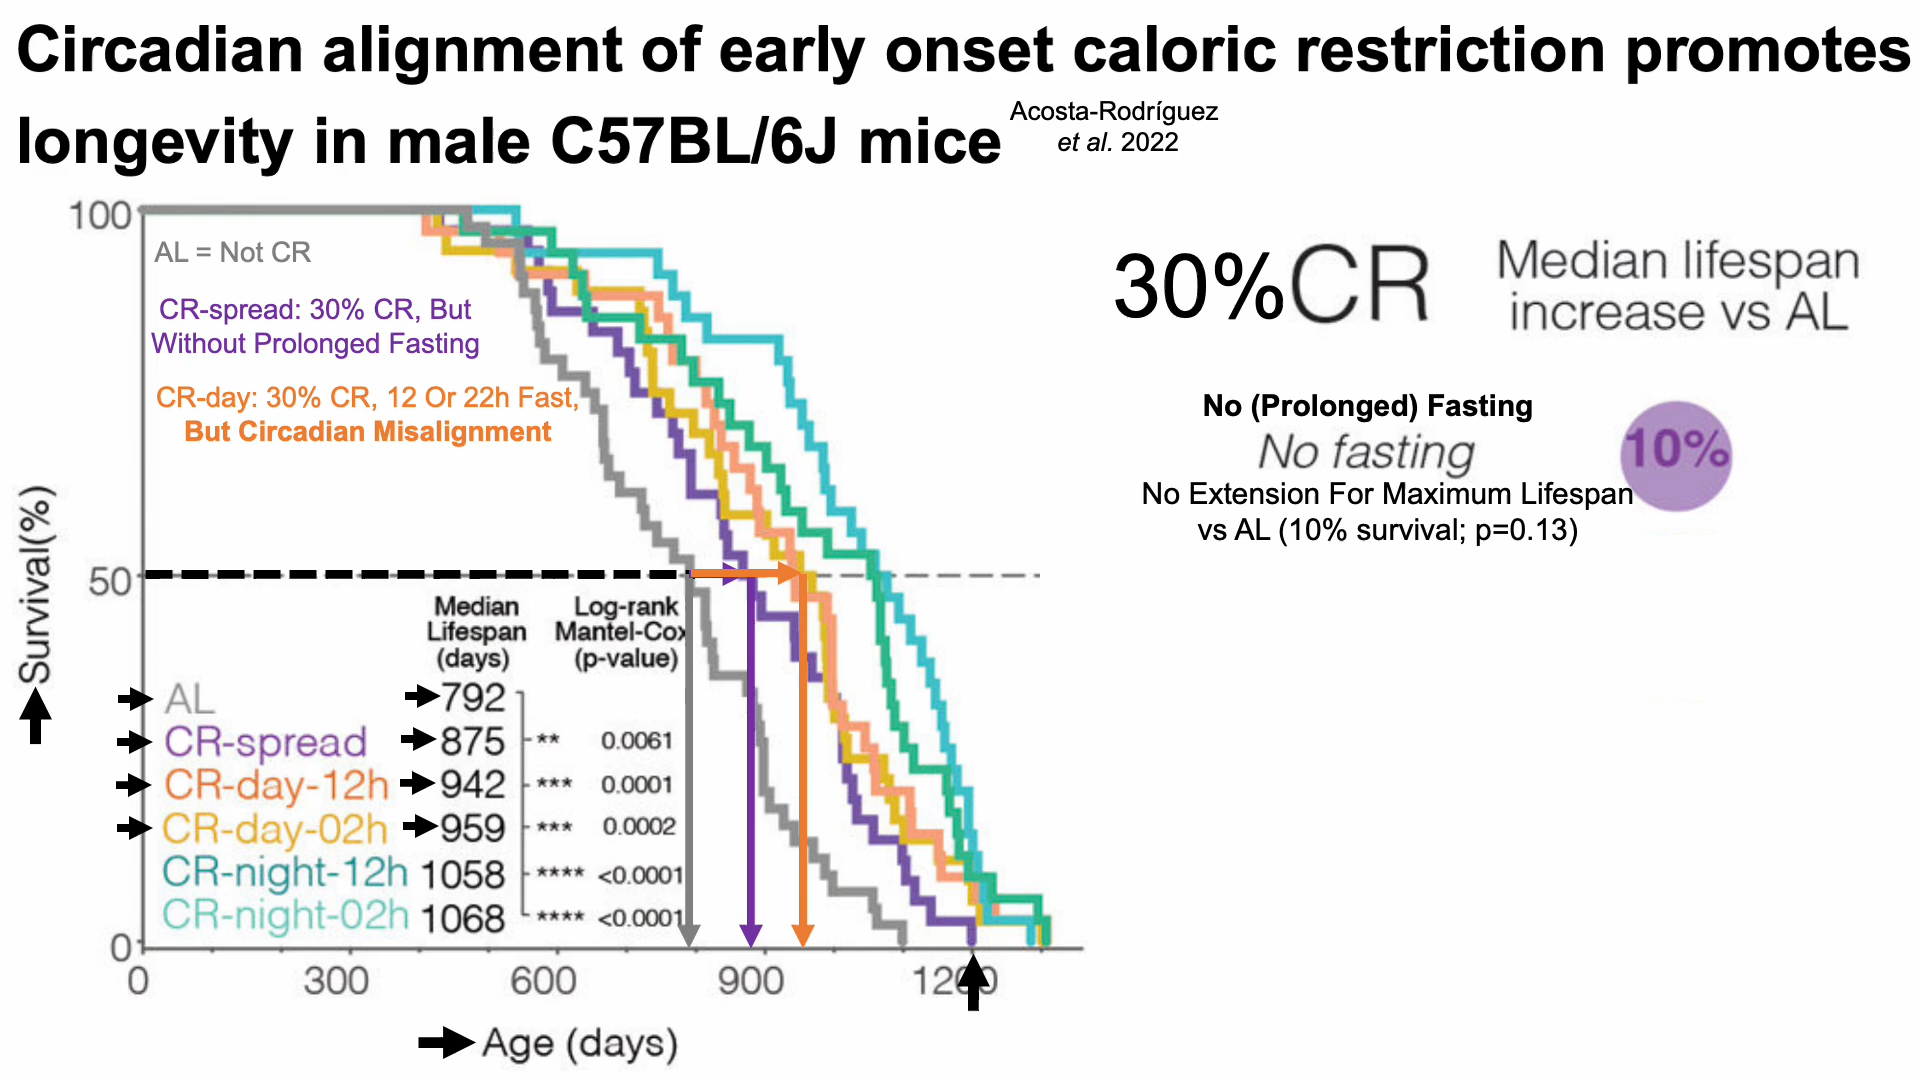 Circadian alignment of early onset caloric restriction promotes
longevity in male C57BL/6J mice
Acosta-Rodríguez
et al. 2022
100
AL = Not CR
CR-spread: 30% CR, But
Without Prolonged Fasting
CR-day: 30% CR, 12 Or 22h Fast,
But Circadian Misalignment
Survival(%)
50
Median Lifespan (days)
Log-rank Mantel-Cox (p-value)
AL 792
CR-spread 875 ** 0.0061
CR-day-12h 942 *** 0.0001
CR-day-02h 959 *** 0.0002
CR-night-12h 1058 **** <0.0001
CR-night-02h 1068 **** <0.0001
0
0 300 600 900 1200
Age (days)
30%CR
Median lifespan
increase vs AL
No (Prolonged) Fasting
No fasting
10%
No Extension For Maximum Lifespan
vs AL (10% survival; p=0.13)